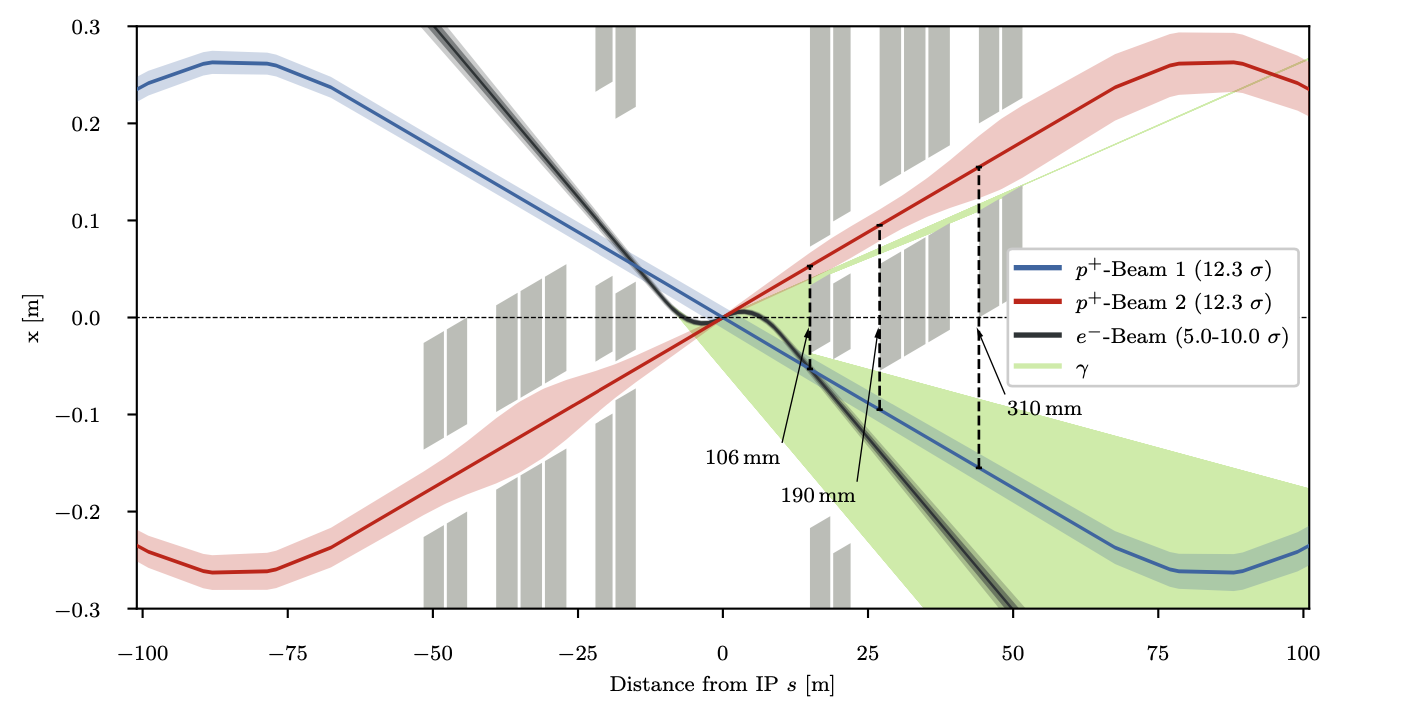 0.3
0.2
0.1
0.0
−0.1
−0.2
−0.3
x [m]
p⁺-Beam 1 (12.3 σ)
p⁺-Beam 2 (12.3 σ)
e⁻-Beam (5.0-10.0 σ)
γ
310 mm
106 mm
190 mm
−100 −75 −50 −25 0 25 50 75 100
Distance from IP s [m]